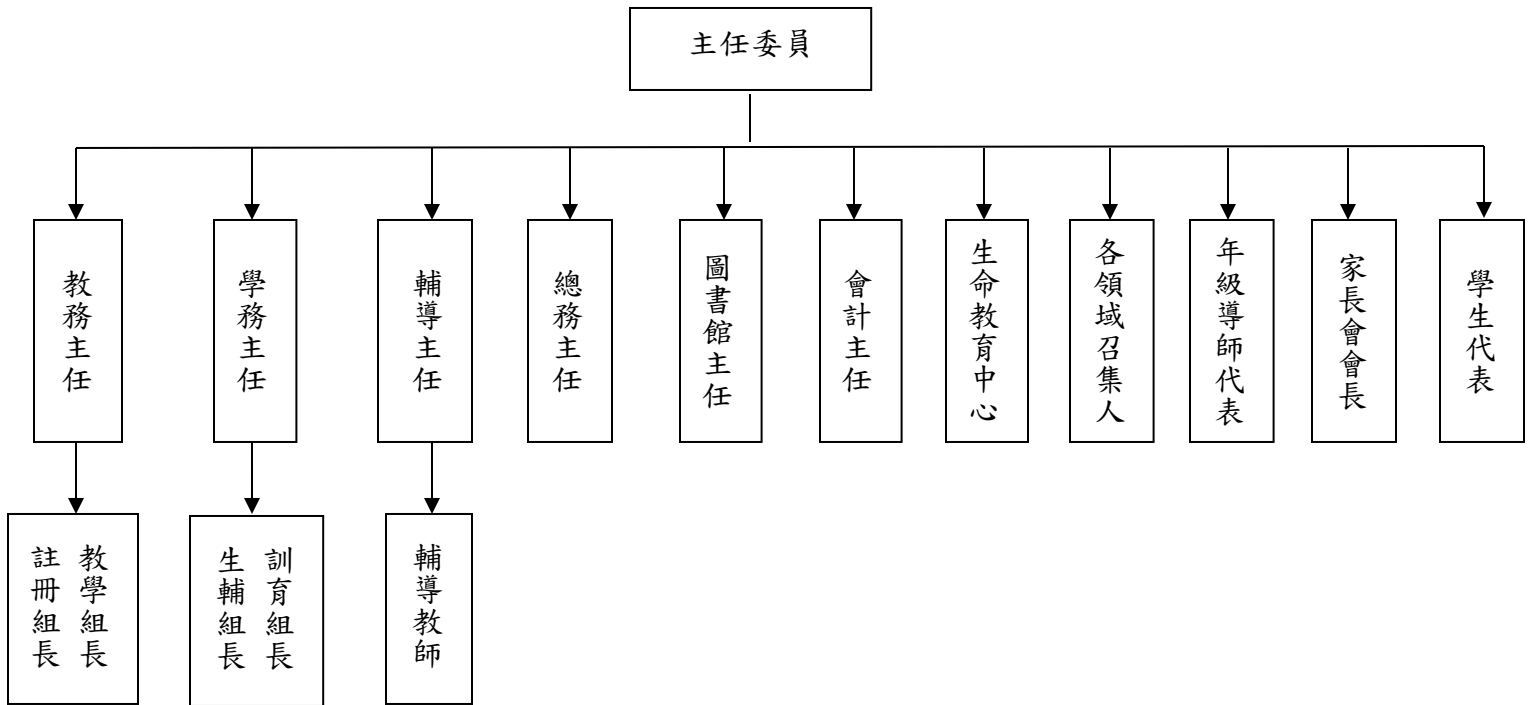 主任委員
教務主任
學務主任
輔導主任
總務主任
圖書館主任
會計主任
生命教育中心
各領域召集人
年級導師代表
家長會會長
學生代表
教學組長
註冊組長
訓育組長
生輔組長
輔導教師